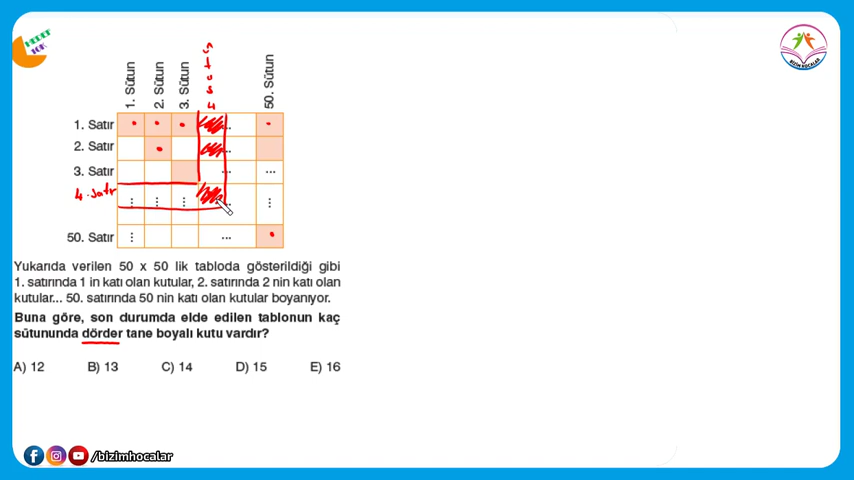 1. Sütun
2. Sütun
3. Sütun
4. sütun
50. Sütun
1. Satır
2. Satır
3. Satır
4. Satır
50. Satır
BİZİM HOCALAR
Yukarıda verilen 50 x 50 lik tabloda gösterildiği gibi
1. satırında 1 in katı olan kutular, 2. satırında 2 nin katı olan
kutular... 50. satırında 50 nin katı olan kutular boyanıyor.
Buna göre, son durumda elde edilen tablonun kaç
sütununda dörder tane boyalı kutu vardır?
A) 12 B) 13 C) 14 D) 15 E) 16
/bizimhocalar